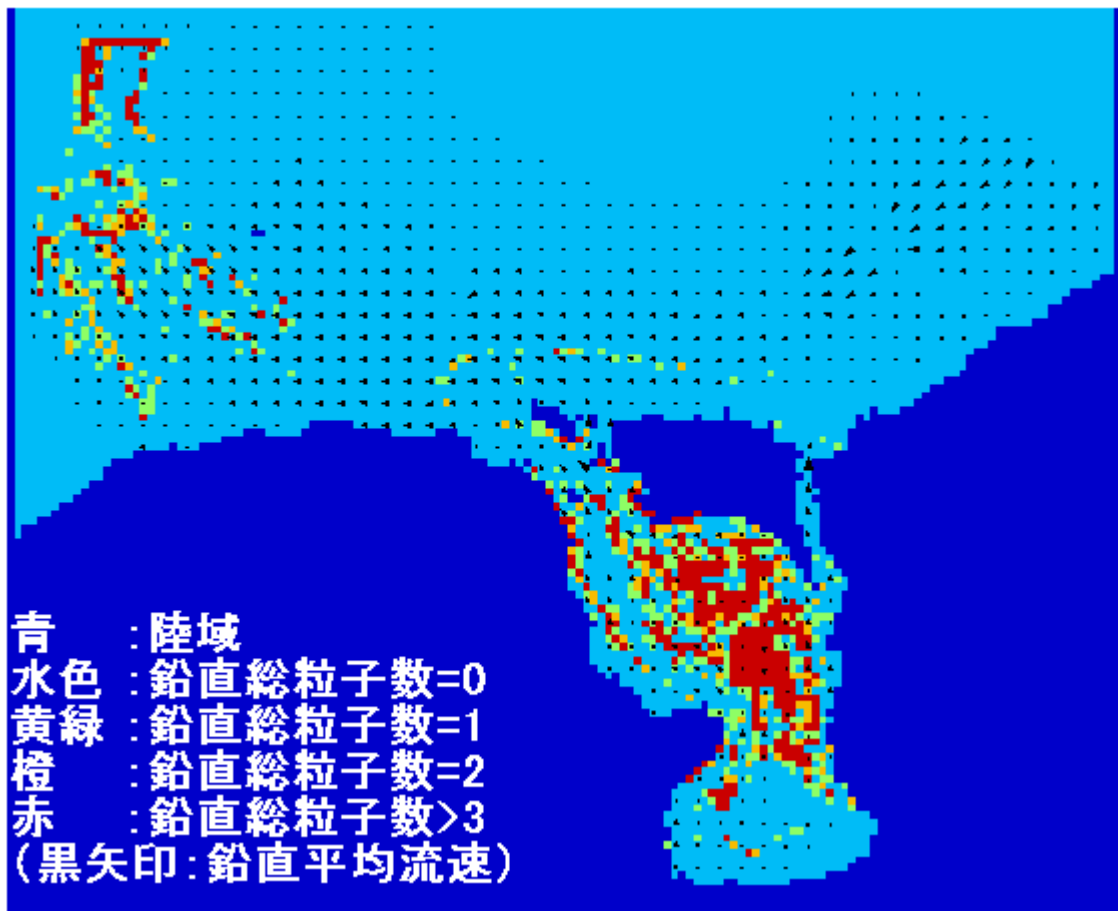 青　　：陸域
水色 ：鉛直総粒子数=0
黄緑 ：鉛直総粒子数=1
橙　　：鉛直総粒子数=2
赤　　：鉛直総粒子数>3
(黒矢印：鉛直平均流速)